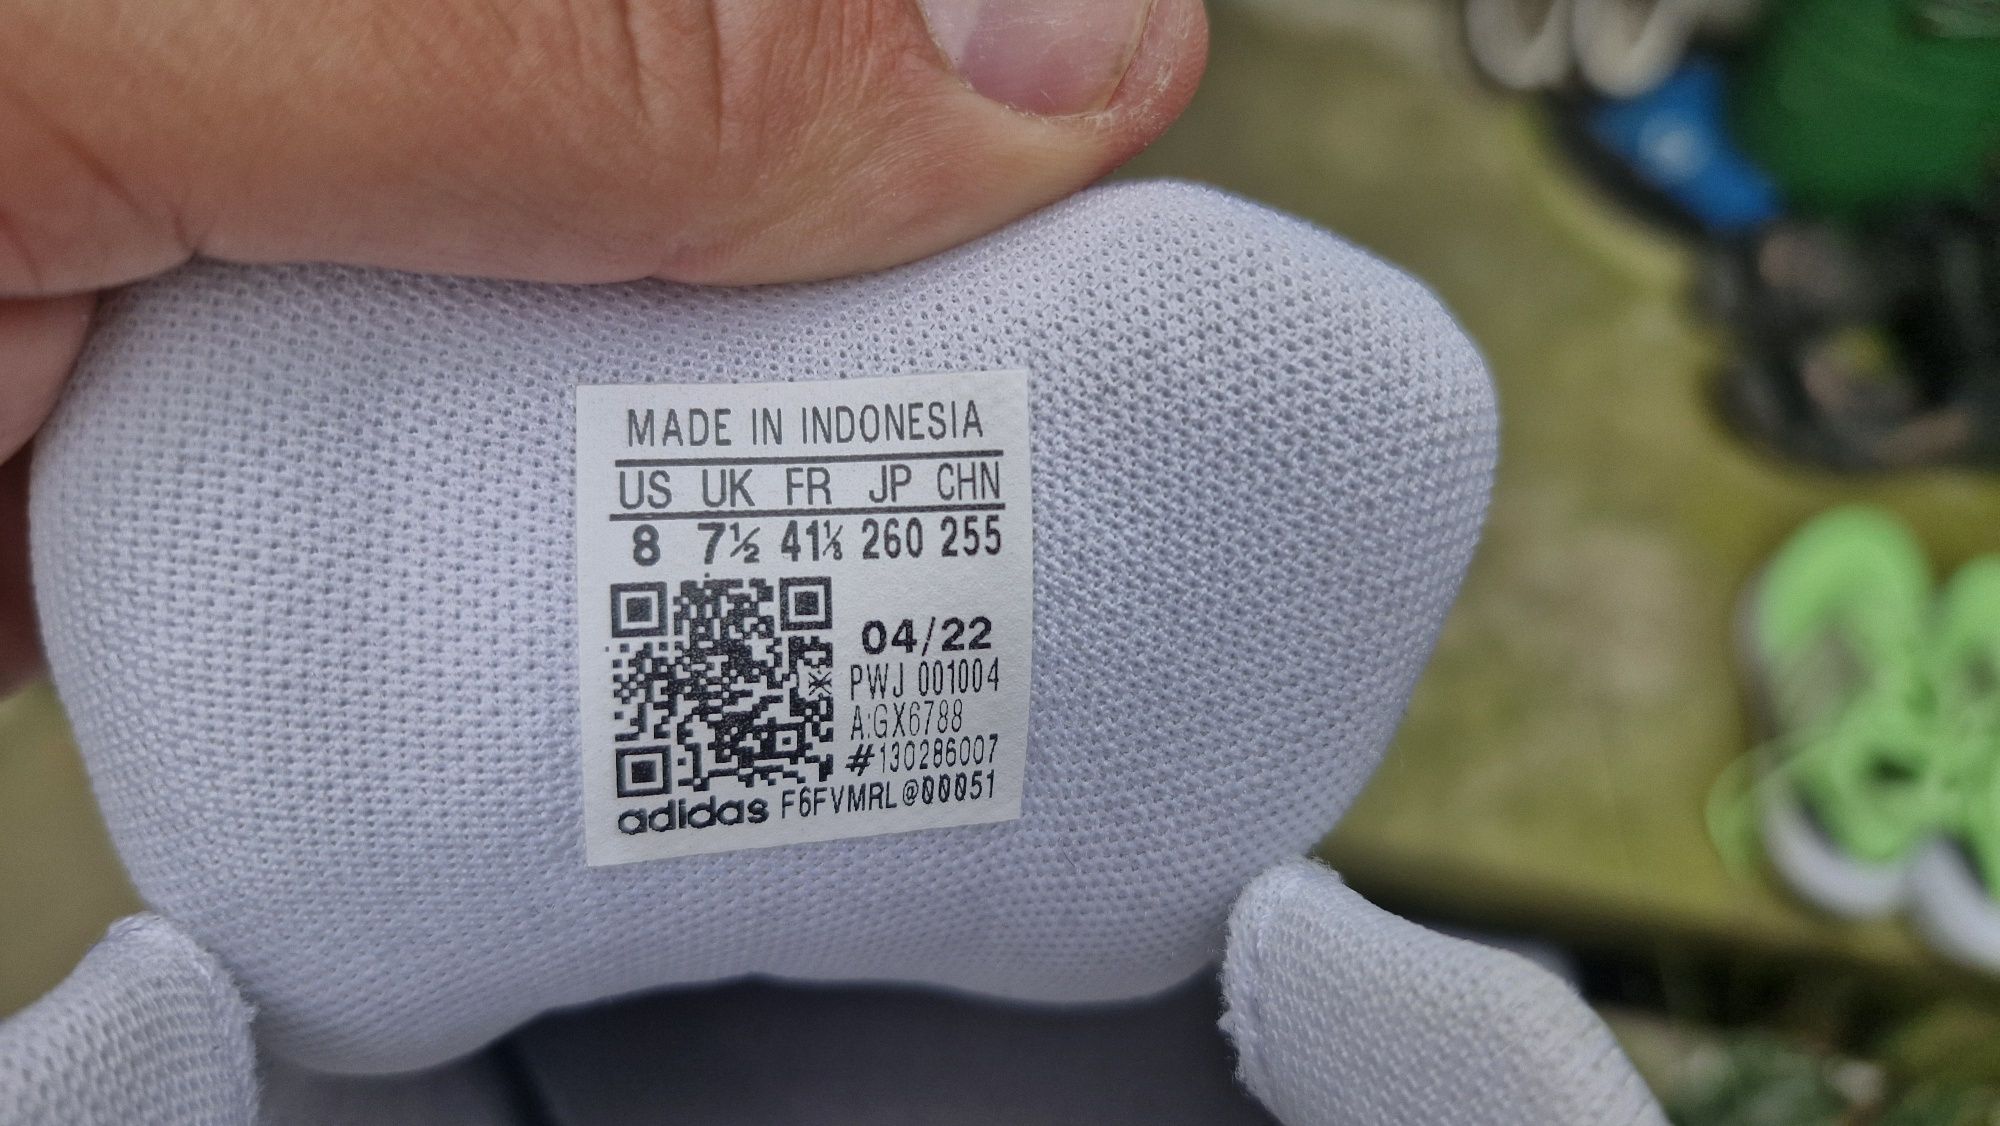 MADE IN INDONESIA
US UK FR JP CHN
8 7½ 41⅓ 260 255
04/22
PWJ 001004
A:GX6788
#130286007
adidas F6FVMRL@00051